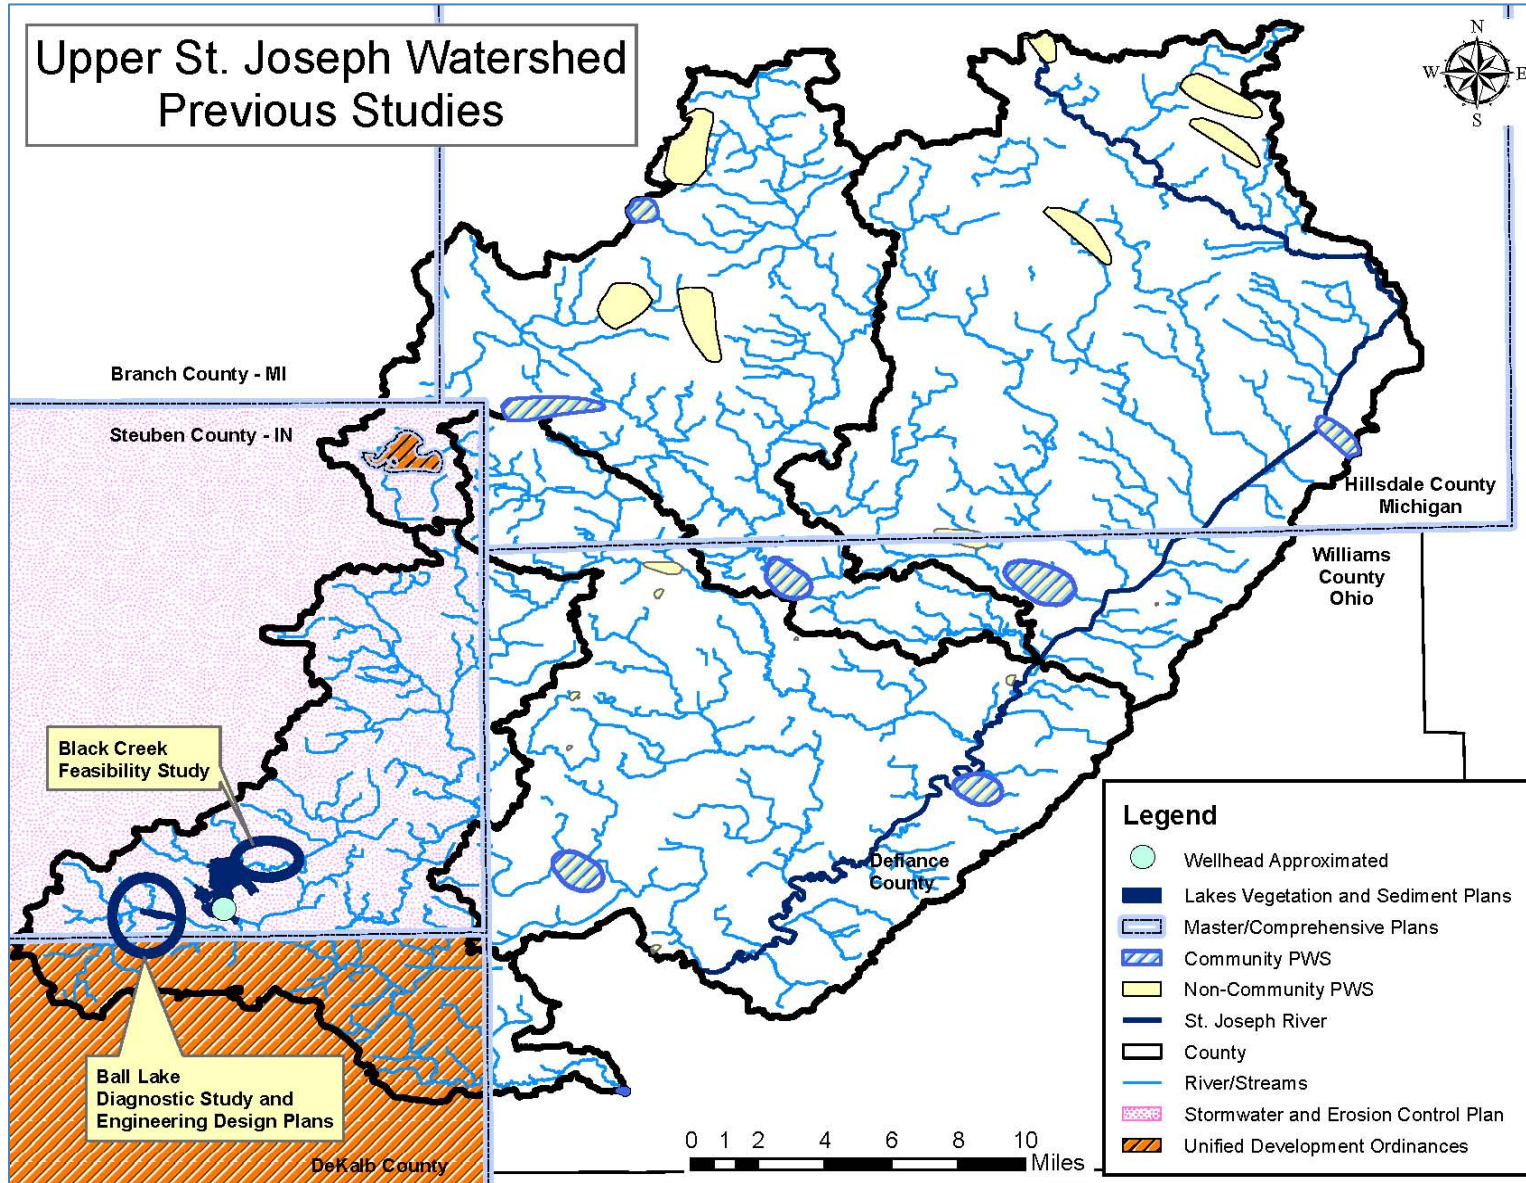 Upper St. Joseph Watershed
Previous Studies
N
W
E
S
Branch County - MI
Steuben County - IN
Hillsdale County
Michigan
Williams
County
Ohio
Black Creek
Feasibility Study
Defiance
County
Ball Lake
Diagnostic Study and
Engineering Design Plans
DeKalb County
Legend
Wellhead Approximated
Lakes Vegetation and Sediment Plans
Master/Comprehensive Plans
Community PWS
Non-Community PWS
St. Joseph River
County
River/Streams
Stormwater and Erosion Control Plan
Unified Development Ordinances
0 1 2 4 6 8 10
Miles